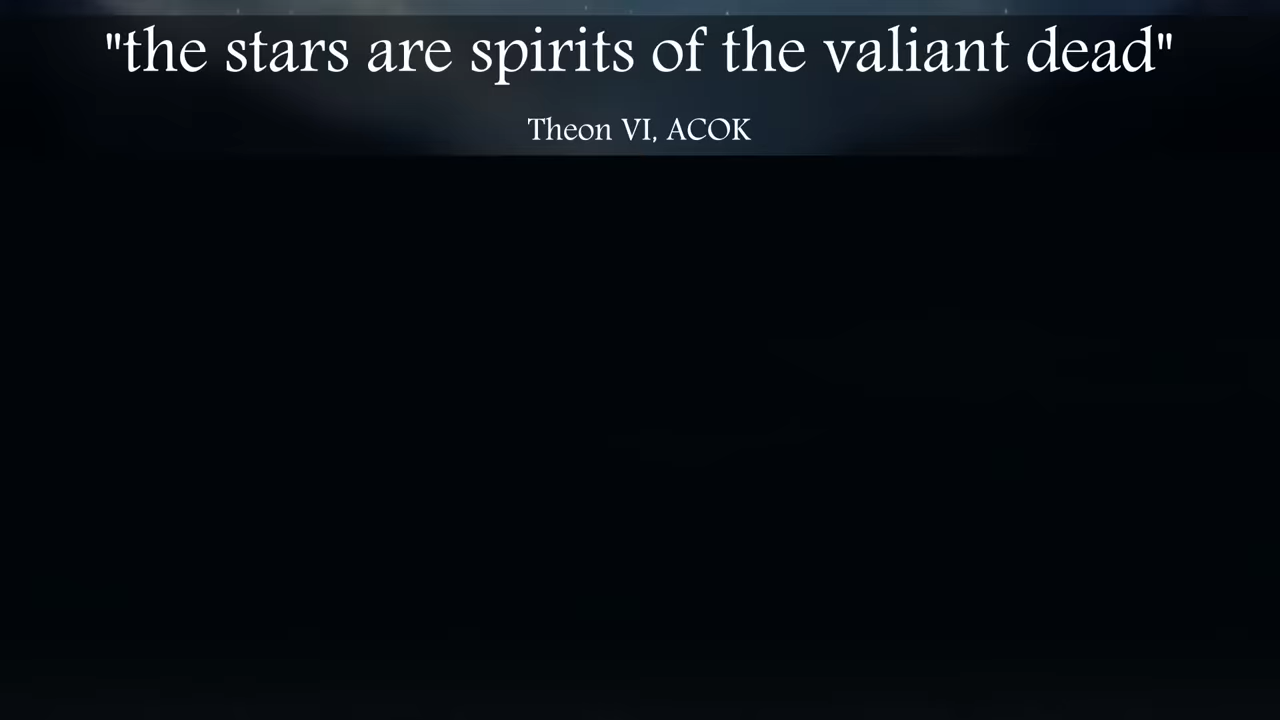 "the stars are spirits of the valiant dead"
Theon VI, ACOK